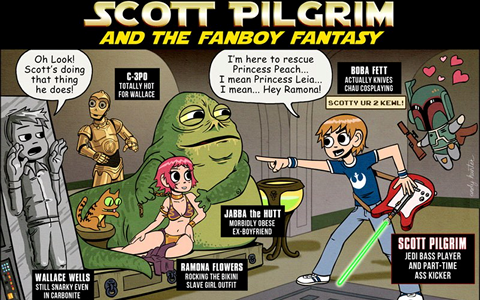 SCOTT PILGRIM
AND THE FANBOY FANTASY
Oh Look!
Scott's doing
that thing
he does!
C-3PO
TOTALLY HOT
FOR WALLACE
I'm here to rescue
Princess Peach...
I mean Princess Leia...
I mean... Hey Ramona!
BOBA FETT
ACTUALLY KNIVES
CHAU COSPLAYING
SCOTTY UR 2 KEWL!
WALLACE WELLS
STILL SNARKY EVEN
IN CARBONITE
RAMONA FLOWERS
ROCKING THE BIKINI
SLAVE GIRL OUTFIT
JABBA the HUTT
MORBIDLY OBESE
EX-BOYFRIEND
SCOTT PILGRIM
JEDI BASS PLAYER
AND PART-TIME
ASS KICKER